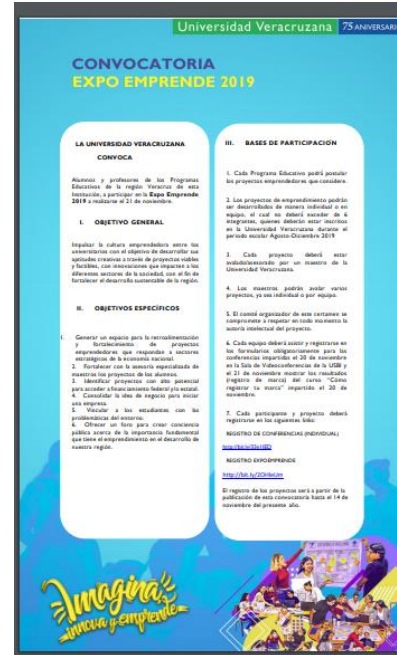 Universidad Veracruzana
75 ANIVERSARI
CONVOCATORIA
EXPO EMPRENDE 2019
LA UNIVERSIDAD VERACRUZANA
CONVOCA
Alumnos y profesores de los Programas
Educativos de la región Veracruz de esta
Institución, a participar en la Expo Emprende
2019 a realizarse el 21 de noviembre.
I. OBJETIVO GENERAL
Impulsar la cultura emprendedora entre los
universitarios con el objetivo de desarrollar sus
aptitudes creativas a través de proyectos viables
y factibles, con innovaciones que impacten a los
diferentes sectores de la sociedad, con el fin de
fortalecer el desarrollo sustentable de la región.
II. OBJETIVOS ESPECÍFICOS
1. Generar un espacio para la retroalimentación
y fortalecimiento de proyectos
emprendedores que respondan a sectores
estratégicos de la economía nacional.
2. Fortalecer con la asesoría especializada de
maestros los proyectos de los alumnos.
3. Identificar proyectos con alto potencial
para acceder a financiamiento federal y/o estatal.
4. Consolidar la idea de negocio para iniciar
una empresa.
5. Vincular a los estudiantes con las
problemáticas del entorno.
6. Ofrecer un foro para crear conciencia
pública acerca de la importancia fundamental
que tiene el emprendimiento en el desarrollo de
nuestra región.
III. BASES DE PARTICIPACIÓN
1. Cada Programa Educativo podrá postular
los proyectos emprendedores que considere.
2. Los proyectos de emprendimiento podrán
ser desarrollados de manera individual o en
equipo, el cual no deberá exceder de 6
integrantes, quienes deberán estar inscritos
en la Universidad Veracruzana durante el
periodo escolar Agosto-Diciembre 2019
3. Cada proyecto deberá estar
avalado/asesorado por un maestro de la
Universidad Veracruzana.
4. Los maestros podrán avalar varios
proyectos, ya sea individual o por equipo.
5. El comité organizador de este certamen se
compromete a respetar en todo momento la
autoría intelectual del proyecto.
6. Cada equipo deberá asistir y registrarse en
los formularios obligatoriamente para las
conferencias impartidas el 20 de noviembre
en la Sala de Videoconferencias de la USBI y
el 21 de noviembre mostrar los resultados
(registro de marca) del curso "Cómo
registrar tu marca" impartido el 20 de
noviembre.
7. Cada participante y proyecto deberá
registrarse en los siguientes links:
REGISTRO DE CONFERENCIAS (INDIVIDUAL)
REGISTRO EXPOEMPRENDE
El registro de los proyectos será a partir de la
publicación de esta convocatoria hasta el 14 de
noviembre del presente año.
Imagina
innova y emprende